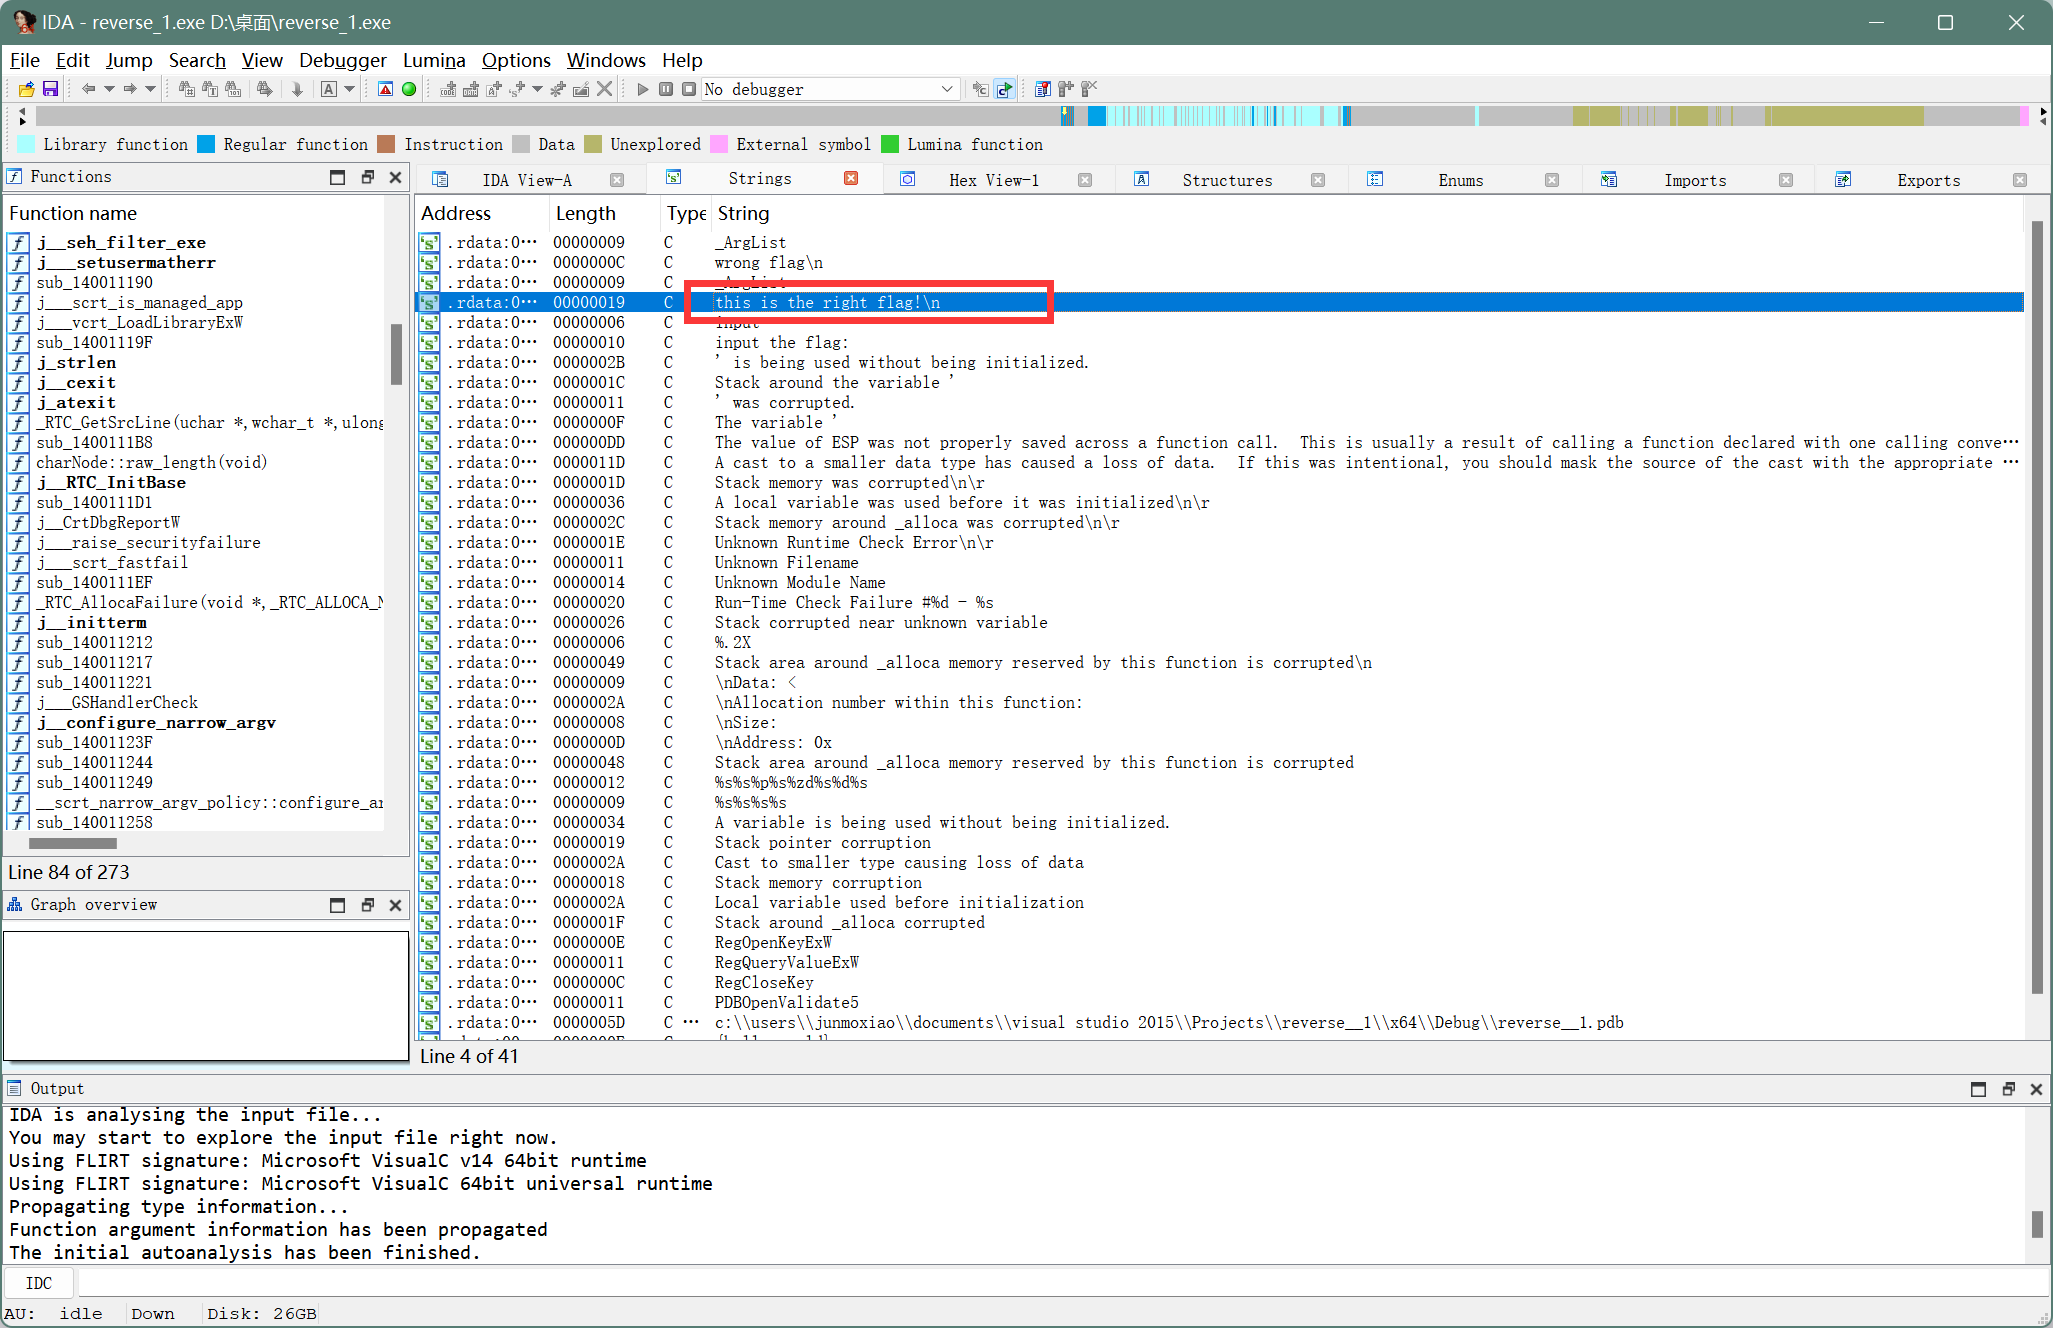 IDA - reverse_1.exe D:\桌面\reverse_1.exe
File Edit Jump Search View Debugger Lumina Options Windows Help
No debugger
Library function Regular function Instruction Data Unexplored External symbol Lumina function
Functions
IDA View-A Strings Hex View-1 Structures Enums Imports Exports
Function name
j__seh_filter_exe
j___setusermatherr
sub_140011190
j___scrt_is_managed_app
j___vcrt_LoadLibraryExW
sub_14001119F
j_strlen
j__cexit
j_atexit
_RTC_GetSrcLine(uchar *,wchar_t *,ulong
sub_1400111B8
charNode::raw_length(void)
j__RTC_InitBase
sub_1400111D1
j__CrtDbgReportW
j___raise_securityfailure
j___scrt_fastfail
sub_1400111EF
_RTC_AllocaFailure(void *,_RTC_ALLOCA_N
j__initterm
sub_140011212
sub_140011217
sub_140011221
j___GSHandlerCheck
j__configure_narrow_argv
sub_14001123F
sub_140011244
sub_140011249
__scrt_narrow_argv_policy::configure_ar
sub_140011258
Line 84 of 273
Graph overview
Address Length Type String
.rdata:0… 00000009 C _ArgList
.rdata:0… 0000000C C wrong flag\n
.rdata:0… 00000009 C _ArgList
.rdata:0… 00000019 C this is the right flag!\n
.rdata:0… 00000006 C input
.rdata:0… 00000010 C input the flag:
.rdata:0… 0000002B C ' is being used without being initialized.
.rdata:0… 0000001C C Stack around the variable '
.rdata:0… 00000011 C ' was corrupted.
.rdata:0… 0000000F C The variable '
.rdata:0… 000000DD C The value of ESP was not properly saved across a function call.  This is usually a result of calling a function declared with one calling conve…
.rdata:0… 0000011D C A cast to a smaller data type has caused a loss of data.  If this was intentional, you should mask the source of the cast with the appropriate …
.rdata:0… 0000001D C Stack memory was corrupted\n\r
.rdata:0… 00000036 C A local variable was used before it was initialized\n\r
.rdata:0… 0000002C C Stack memory around _alloca was corrupted\n\r
.rdata:0… 0000001E C Unknown Runtime Check Error\n\r
.rdata:0… 00000011 C Unknown Filename
.rdata:0… 00000014 C Unknown Module Name
.rdata:0… 00000020 C Run-Time Check Failure #%d - %s
.rdata:0… 00000026 C Stack corrupted near unknown variable
.rdata:0… 00000006 C %.2X
.rdata:0… 00000049 C Stack area around _alloca memory reserved by this function is corrupted\n
.rdata:0… 00000009 C \nData: <
.rdata:0… 0000002A C \nAllocation number within this function:
.rdata:0… 00000008 C \nSize:
.rdata:0… 0000000D C \nAddress: 0x
.rdata:0… 00000048 C Stack area around _alloca memory reserved by this function is corrupted
.rdata:0… 00000012 C %s%s%p%s%zd%s%d%s
.rdata:0… 00000009 C %s%s%s%s
.rdata:0… 00000034 C A variable is being used without being initialized.
.rdata:0… 00000019 C Stack pointer corruption
.rdata:0… 0000002A C Cast to smaller type causing loss of data
.rdata:0… 00000018 C Stack memory corruption
.rdata:0… 0000002A C Local variable used before initialization
.rdata:0… 0000001F C Stack around _alloca corrupted
.rdata:0… 0000000E C RegOpenKeyExW
.rdata:0… 00000011 C RegQueryValueExW
.rdata:0… 0000000C C RegCloseKey
.rdata:0… 00000011 C PDBOpenValidate5
.rdata:0… 0000005D C … c:\\users\\junmoxiao\\documents\\visual studio 2015\\Projects\\reverse__1\\x64\\Debug\\reverse__1.pdb
Line 4 of 41
Output
IDA is analysing the input file...
You may start to explore the input file right now.
Using FLIRT signature: Microsoft VisualC v14 64bit runtime
Using FLIRT signature: Microsoft VisualC 64bit universal runtime
Propagating type information...
Function argument information has been propagated
The initial autoanalysis has been finished.
IDC
AU: idle Down Disk: 26GB